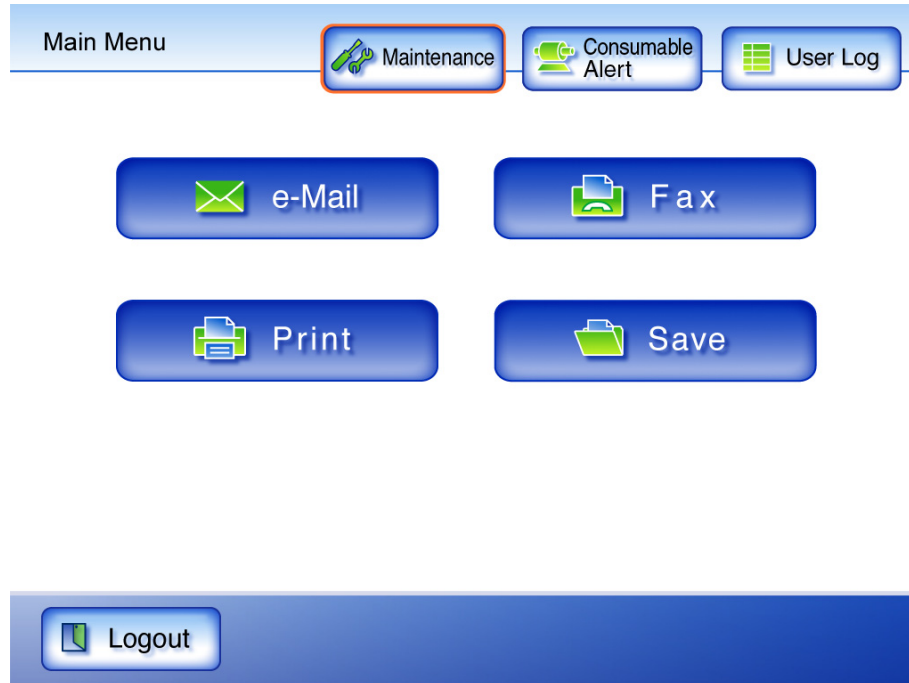 Main Menu
Maintenance
Consumable
Alert
User Log
e-Mail
Fax
Print
Save
Logout